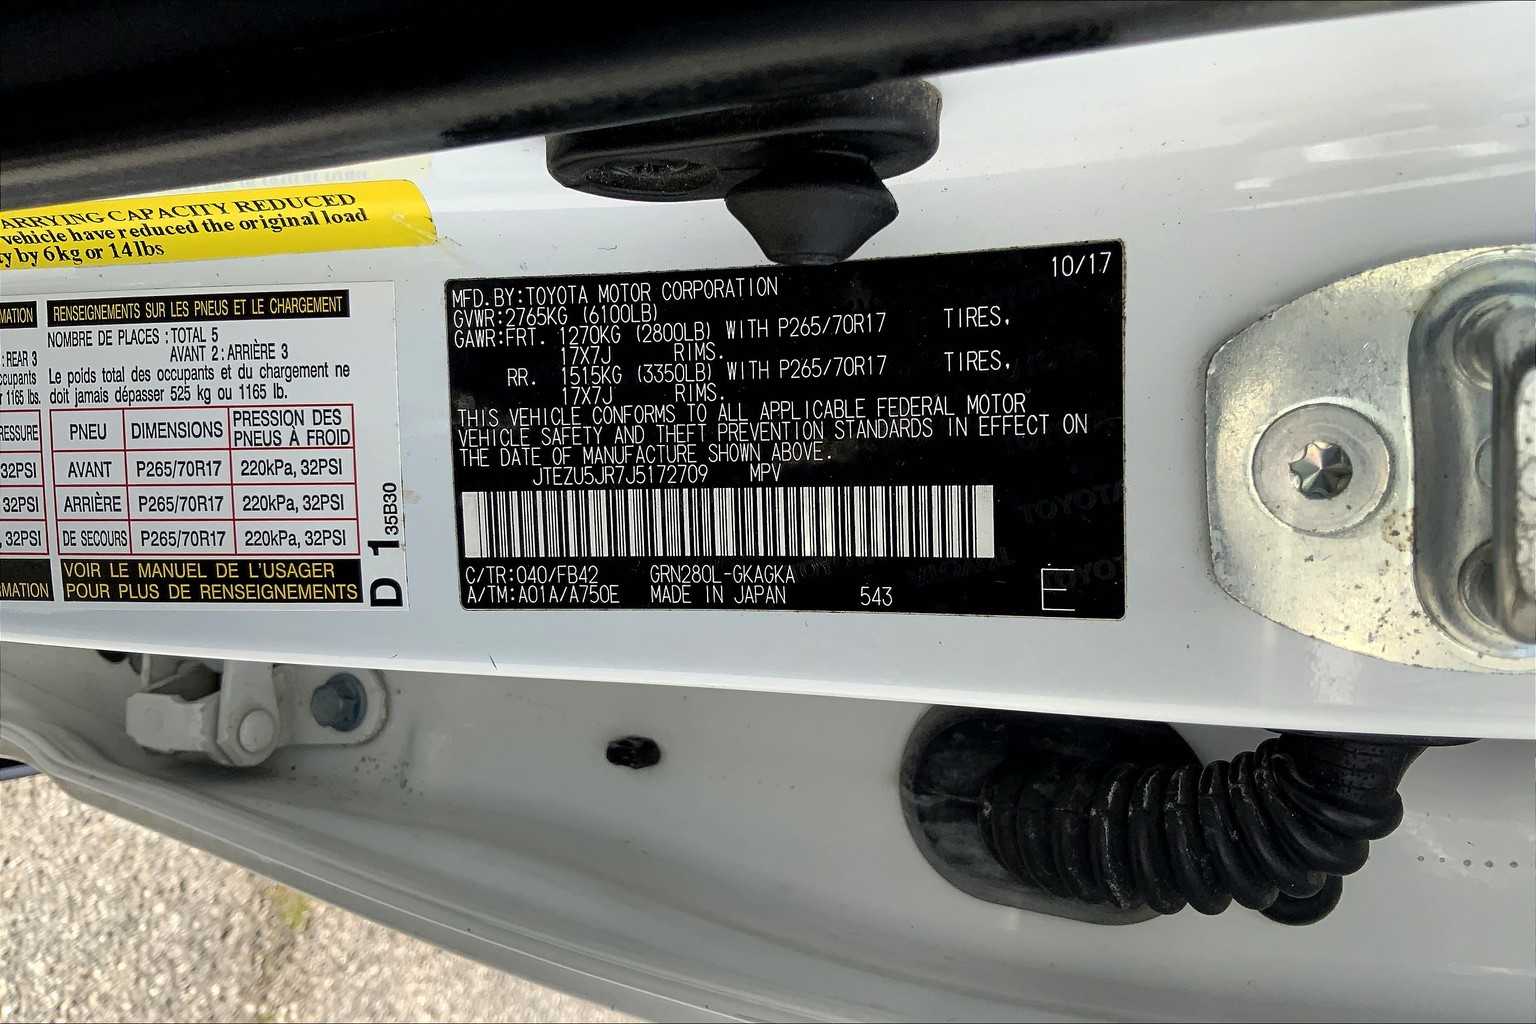 ARRYING CAPACITY REDUCED
vehicle have reduced the original load
ty by 6kg or 14lbs
MATION
: REAR 3
ccupants
1165 lbs.
RESSURE
32PSI
32PSI
, 32PSI
RMATION
RENSEIGNEMENTS SUR LES PNEUS ET LE CHARGEMENT
NOMBRE DE PLACES : TOTAL 5
AVANT 2 : ARRIÈRE 3
Le poids total des occupants et du chargement ne
doit jamais dépasser 525 kg ou 1165 lb.
PNEU DIMENSIONS PRESSION DES PNEUS À FROID
AVANT P265/70R17 220kPa, 32PSI
ARRIÈRE P265/70R17 220kPa, 32PSI
DE SECOURS P265/70R17 220kPa, 32PSI
VOIR LE MANUEL DE L'USAGER
POUR PLUS DE RENSEIGNEMENTS
D 1 35B30
10/17
MFD.BY:TOYOTA MOTOR CORPORATION
GVWR:2765KG (6100LB)
GAWR:FRT. 1270KG (2800LB) WITH P265/70R17 TIRES,
17X7J RIMS.
RR. 1515KG (3350LB) WITH P265/70R17 TIRES,
17X7J RIMS.
THIS VEHICLE CONFORMS TO ALL APPLICABLE FEDERAL MOTOR
VEHICLE SAFETY AND THEFT PREVENTION STANDARDS IN EFFECT ON
THE DATE OF MANUFACTURE SHOWN ABOVE.
JTEZU5JR7J5172709 MPV
C/TR:040/FB42 GRN280L-GKAGKA
A/TM:A01A/A750E MADE IN JAPAN 543 E
TOYOTA
TOYOTA